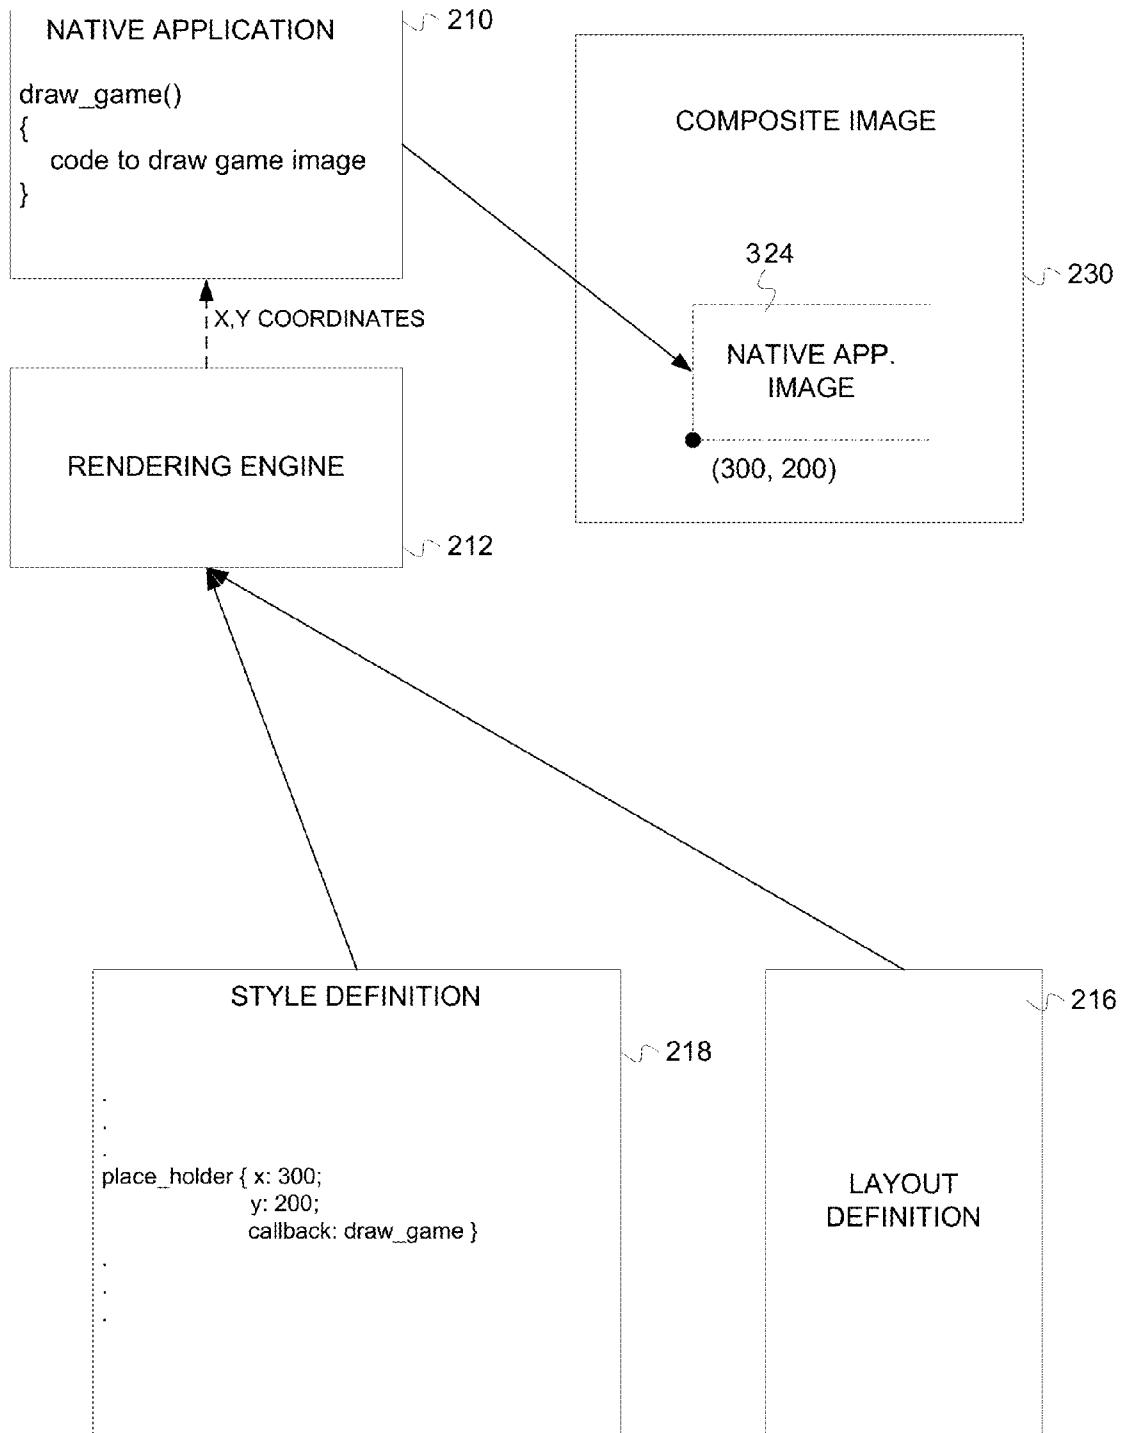 NATIVE APPLICATION
210
draw_game()
{
code to draw game image
}
COMPOSITE IMAGE
324
230
X,Y COORDINATES
NATIVE APP.
IMAGE
(300, 200)
RENDERING ENGINE
212
STYLE DEFINITION
218
216
.
.
.
place_holder { x: 300;
y: 200;
callback: draw_game }
.
.
.
LAYOUT
DEFINITION